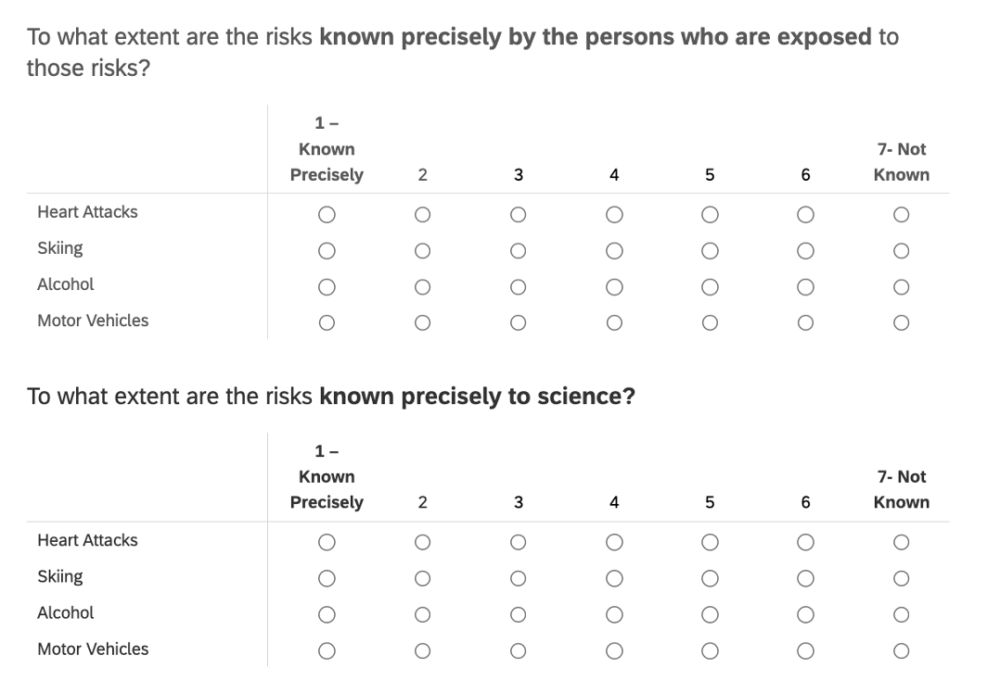 To what extent are the risks known precisely by the persons who are exposed to
those risks?
1 –
Known
Precisely
2
3
4
5
6
7- Not
Known
Heart Attacks
Skiing
Alcohol
Motor Vehicles
To what extent are the risks known precisely to science?
1 –
Known
Precisely
2
3
4
5
6
7- Not
Known
Heart Attacks
Skiing
Alcohol
Motor Vehicles